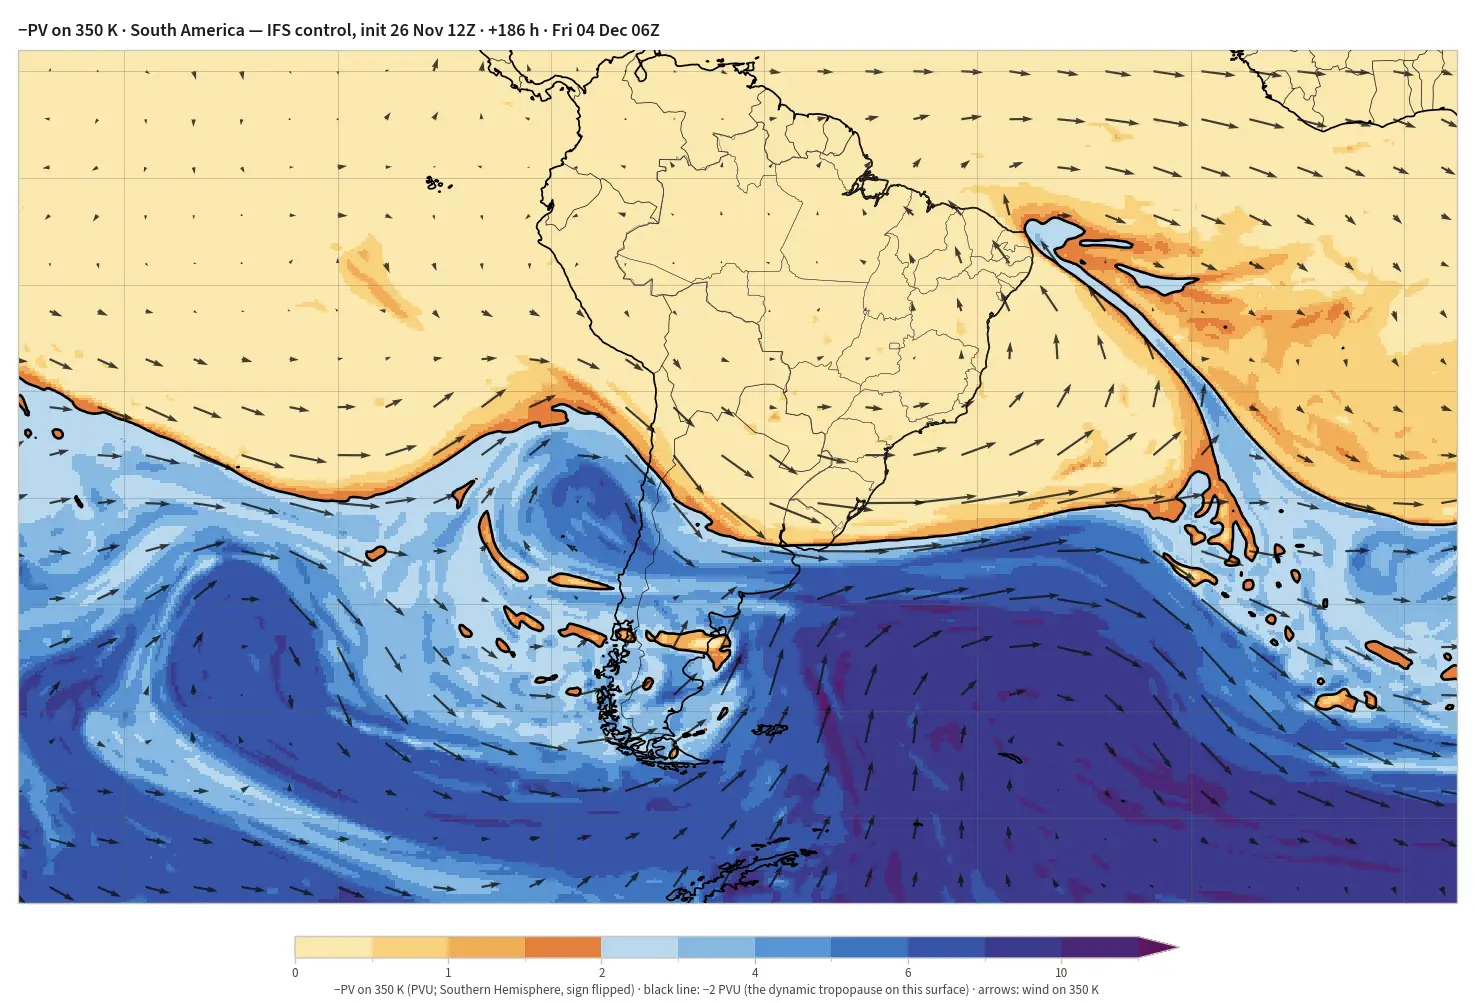 −PV on 350 K · South America — IFS control, init 26 Nov 12Z · +186 h · Fri 04 Dec 06Z
0 1 2 4 6 10
−PV on 350 K (PVU; Southern Hemisphere, sign flipped) · black line: −2 PVU (the dynamic tropopause on this surface) · arrows: wind on 350 K